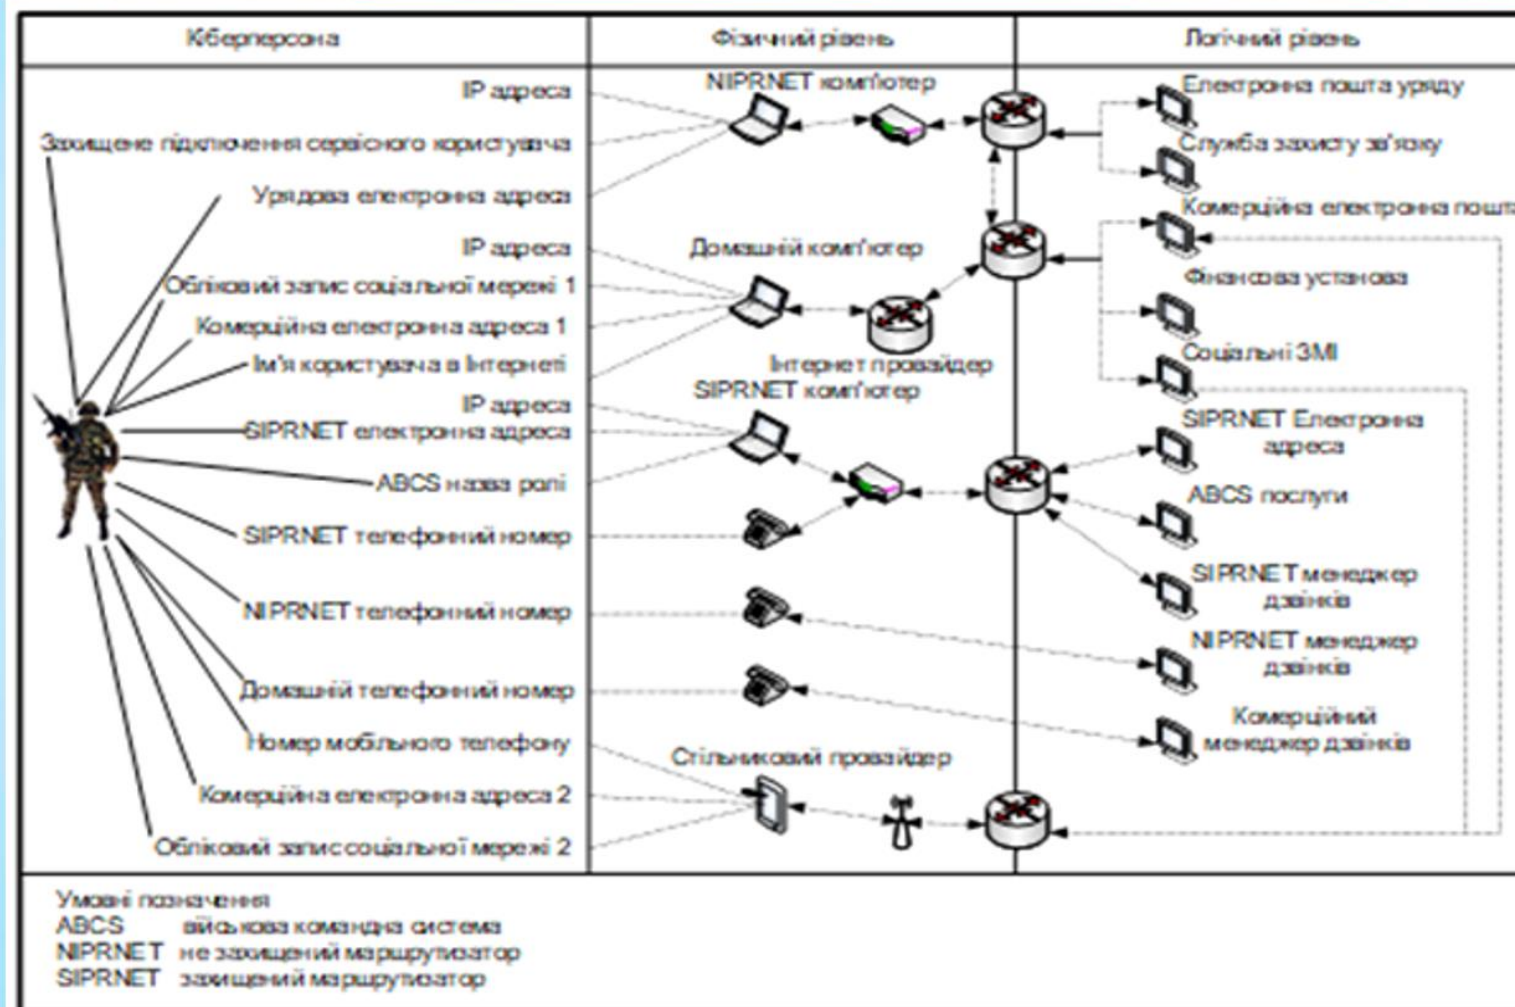 Кіберперсона
Фізичний рівень
Логічний рівень
IP адреса
Захищене підключення сервісного користувача
Урядова електронна адреса
IP адреса
Обліковий запис соціальної мережі 1
Комерційна електронна адреса 1
Ім'я користувача в Інтернеті
IP адреса
SIPRNET електронна адреса
ABCS назва ролі
SIPRNET телефонний номер
NIPRNET телефонний номер
Домашній телефонний номер
Номер мобільного телефону
Комерційна електронна адреса 2
Обліковий запис соціальної мережі 2
NIPRNET комп'ютер
Домашній комп'ютер
Інтернет провайдер
SIPRNET комп'ютер
Стільниковий провайдер
Електронна пошта уряду
Служба захисту зв'язку
Комерційна електронна пошта
Фінансова установа
Соціальні ЗМІ
SIPRNET Електронна
адреса
ABCS послуги
SIPRNET менеджер
дзвінків
NIPRNET менеджер
дзвінків
Комерційний
менеджер дзвінків
Умовні позначення
ABCS військова командна система
NIPRNET не захищений маршрутизатор
SIPRNET захищений маршрутизатор